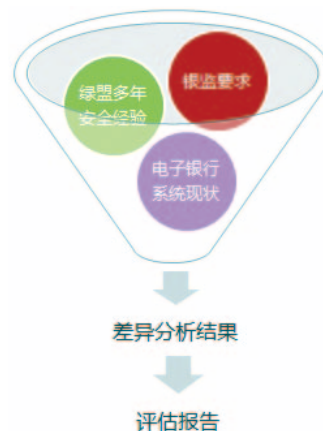 绿盟多年
安全经验
银监要求
电子银行
系统现状
差异分析结果
评估报告